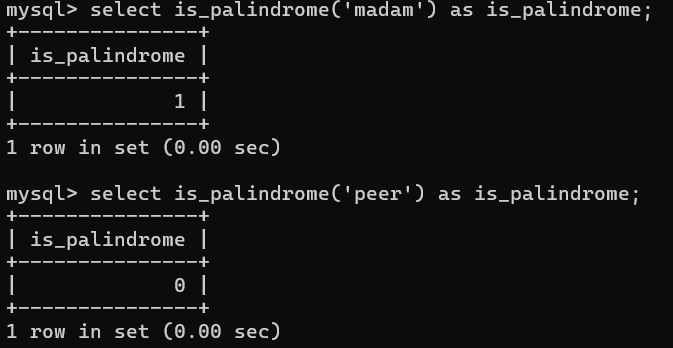 mysql> select is_palindrome('madam') as is_palindrome;
+---------------+
| is_palindrome |
+---------------+
|             1 |
+---------------+
1 row in set (0.00 sec)

mysql> select is_palindrome('peer') as is_palindrome;
+---------------+
| is_palindrome |
+---------------+
|             0 |
+---------------+
1 row in set (0.00 sec)